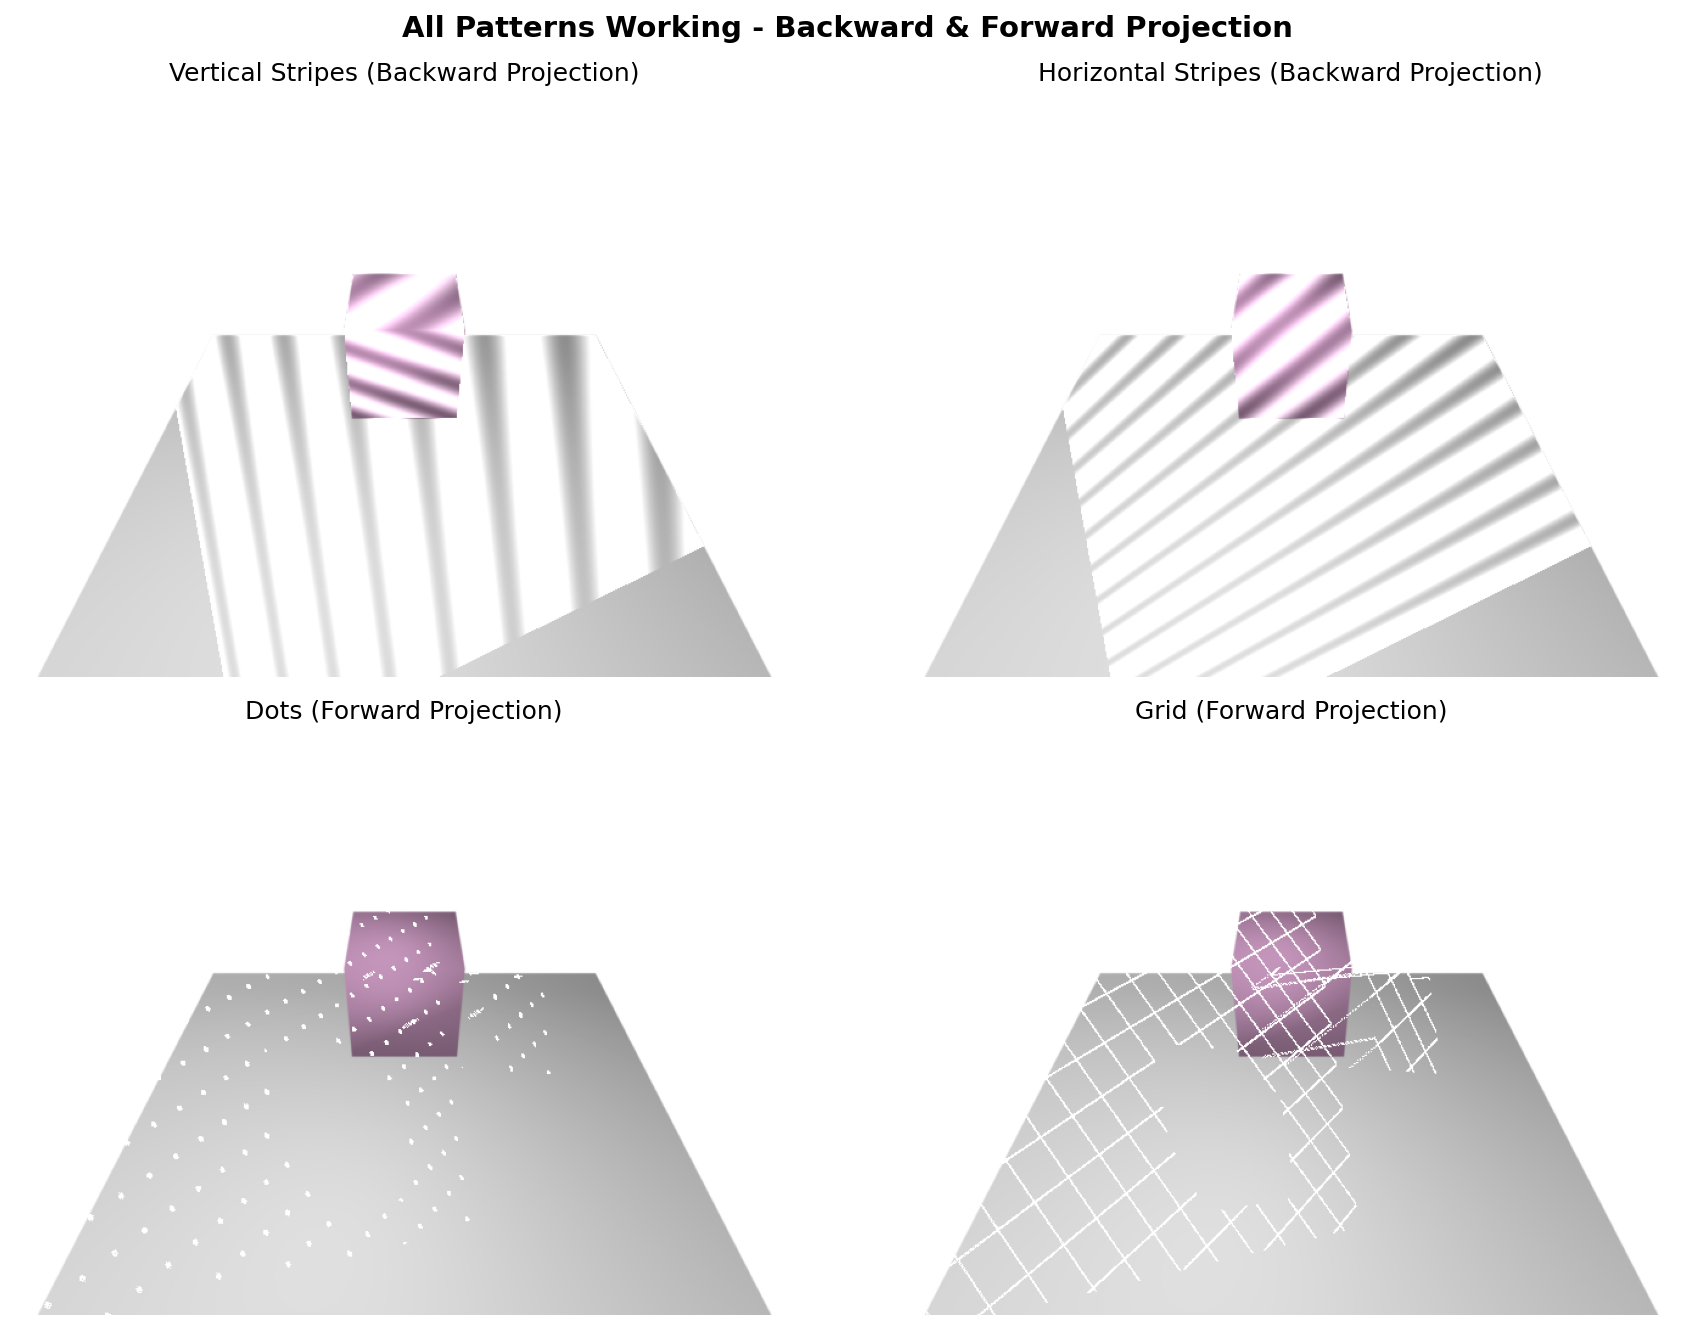 All Patterns Working - Backward & Forward Projection
Vertical Stripes (Backward Projection)
Horizontal Stripes (Backward Projection)
Dots (Forward Projection)
Grid (Forward Projection)